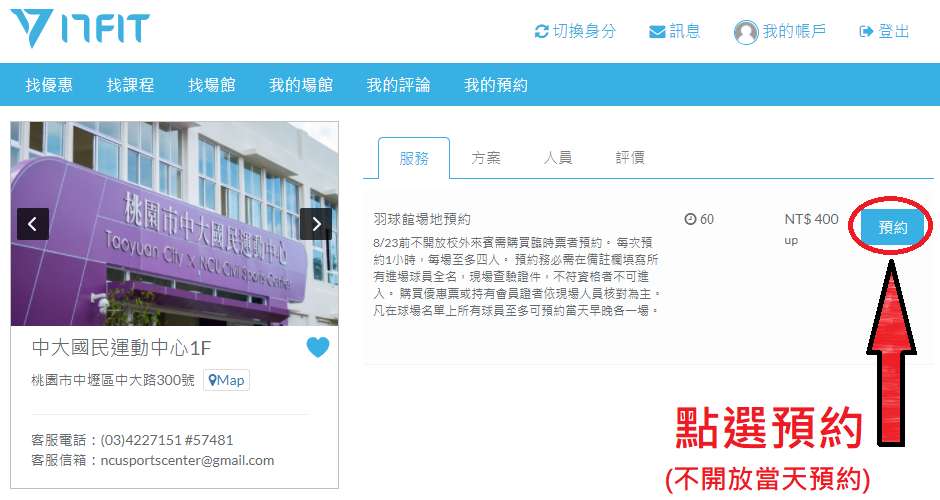 17FIT
切換身分
訊息
我的帳戶
登出
找優惠
找課程
找場館
我的場館
我的評論
我的預約
桃園市中大國民運動中心
Taoyuan City × NCU Civil Sports Center
中大國民運動中心1F
桃園市中壢區中大路300號 Map
客服電話：(03)4227151 #57481
客服信箱：ncusportscenter@gmail.com
服務
方案
人員
評價
羽球館場地預約
60
NT$ 400
up
預約
8/23前不開放校外來賓需購買臨時票者預約。 每次預
約1小時，每場至多四人。 預約務必需在備註欄填寫所
有進場球員全名，現場查驗證件，不符資格者不可進
入。 購買優惠票或持有會員證者依現場人員核對為主。
凡在球場名單上所有球員至多可預約當天早晚各一場。
點選預約
(不開放當天預約)